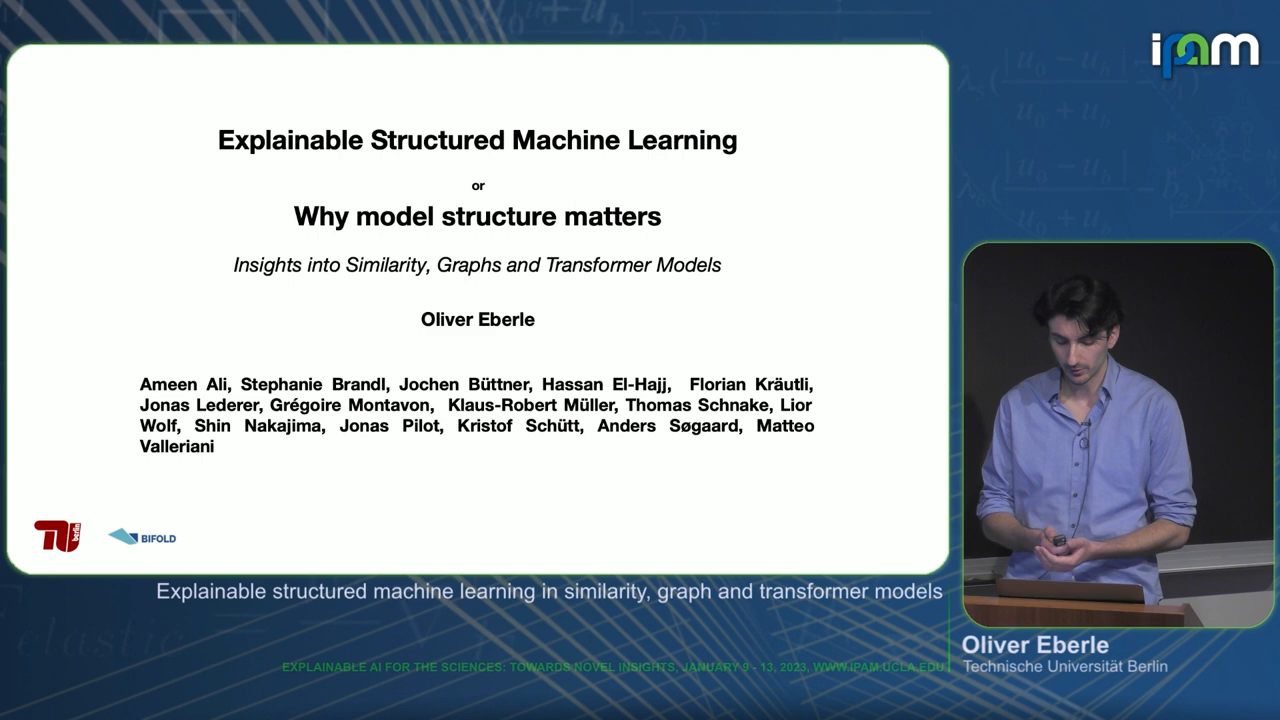 ipam
Explainable Structured Machine Learning
or
Why model structure matters
Insights into Similarity, Graphs and Transformer Models
Oliver Eberle
Ameen Ali, Stephanie Brandl, Jochen Büttner, Hassan El-Hajj, Florian Kräutli,
Jonas Lederer, Grégoire Montavon, Klaus-Robert Müller, Thomas Schnake, Lior
Wolf, Shin Nakajima, Jonas Pilot, Kristof Schütt, Anders Søgaard, Matteo
Valleriani
TU berlin
BIFOLD
Explainable structured machine learning in similarity, graph and transformer models
Oliver Eberle
Technische Universität Berlin
EXPLAINABLE AI FOR THE SCIENCES: TOWARDS NOVEL INSIGHTS, JANUARY 9 - 13, 2023, WWW.IPAM.UCLA.EDU
elastic